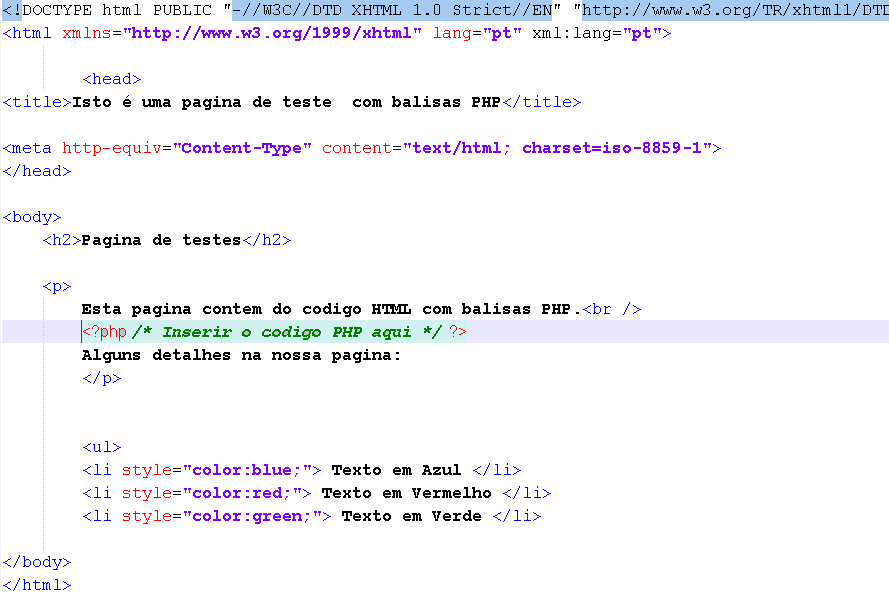 <!DOCTYPE html PUBLIC "-//W3C//DTD XHTML 1.0 Strict//EN" "http://www.w3.org/TR/xhtml1/DTD
<html xmlns="http://www.w3.org/1999/xhtml" lang="pt" xml:lang="pt">
<head>
<title>Isto é uma pagina de teste  com balisas PHP</title>
<meta http-equiv="Content-Type" content="text/html; charset=iso-8859-1">
</head>
<body>
<h2>Pagina de testes</h2>
<p>
Esta pagina contem do codigo HTML com balisas PHP.<br />
<?php /* Inserir o codigo PHP aqui */ ?>
Alguns detalhes na nossa pagina:
</p>
<ul>
<li style="color:blue;"> Texto em Azul </li>
<li style="color:red;"> Texto em Vermelho </li>
<li style="color:green;"> Texto em Verde </li>
</body>
</html>